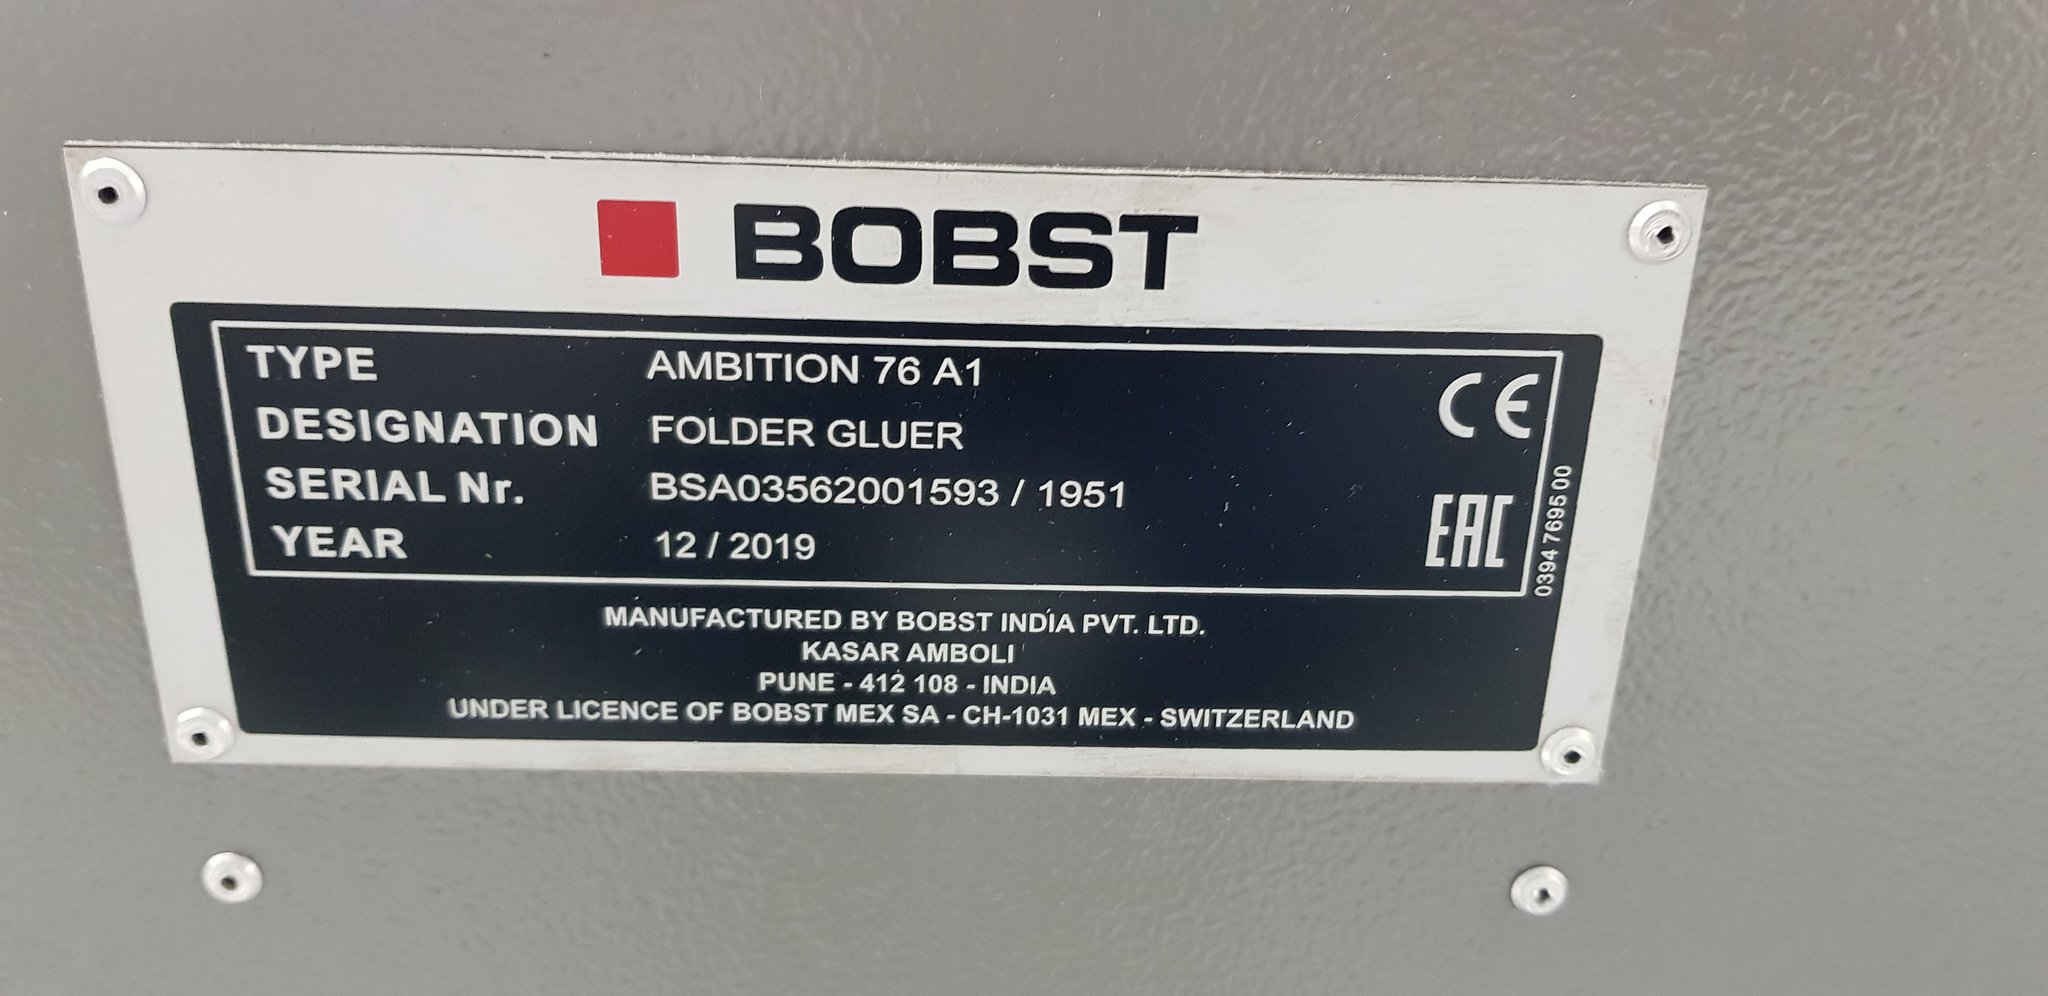 BOBST
TYPE AMBITION 76 A1
DESIGNATION FOLDER GLUER
SERIAL Nr. BSA03562001593 / 1951
YEAR 12 / 2019
CE
EAC
0394 7695 00
MANUFACTURED BY BOBST INDIA PVT. LTD.
KASAR AMBOLI
PUNE - 412 108 - INDIA
UNDER LICENCE OF BOBST MEX SA - CH-1031 MEX - SWITZERLAND